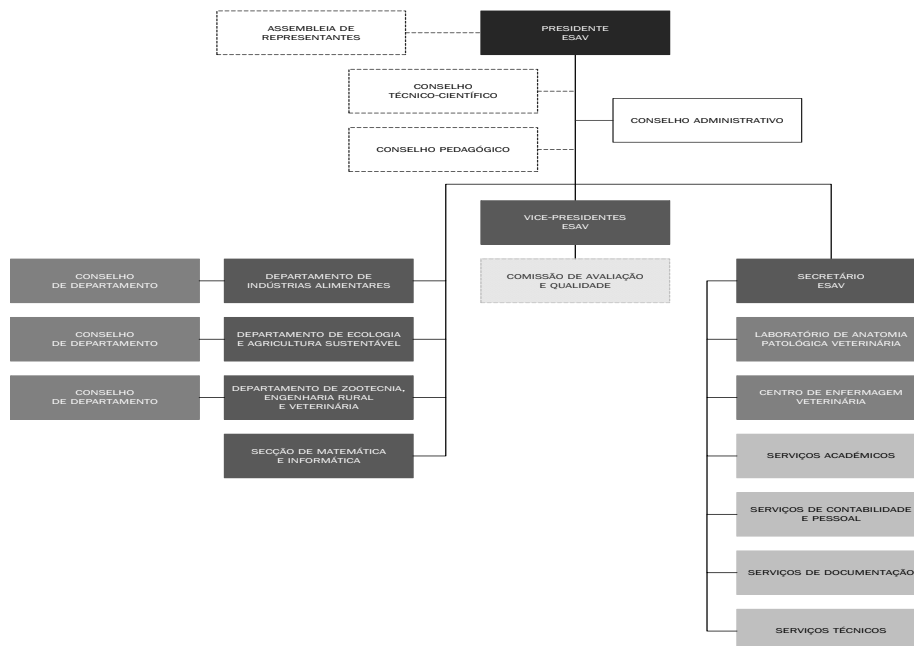 ASSEMBLEIA DE
REPRESENTANTES
PRESIDENTE
ESAV
CONSELHO
TÉCNICO-CIENTÍFICO
CONSELHO ADMINISTRATIVO
CONSELHO PEDAGÓGICO
VICE-PRESIDENTES
ESAV
CONSELHO
DE DEPARTAMENTO
DEPARTAMENTO DE
INDÚSTRIAS ALIMENTARES
COMISSÃO DE AVALIAÇÃO
E QUALIDADE
SECRETÁRIO
ESAV
CONSELHO
DE DEPARTAMENTO
DEPARTAMENTO DE ECOLOGIA
E AGRICULTURA SUSTENTÁVEL
LABORATÓRIO DE ANATOMIA
PATOLÓGICA VETERINÁRIA
CONSELHO
DE DEPARTAMENTO
DEPARTAMENTO DE ZOOTECNIA,
ENGENHARIA RURAL
E VETERINÁRIA
CENTRO DE ENFERMAGEM
VETERINÁRIA
SECÇÃO DE MATEMÁTICA
E INFORMÁTICA
SERVIÇOS ACADÉMICOS
SERVIÇOS DE CONTABILIDADE
E PESSOAL
SERVIÇOS DE DOCUMENTAÇÃO
SERVIÇOS TÉCNICOS